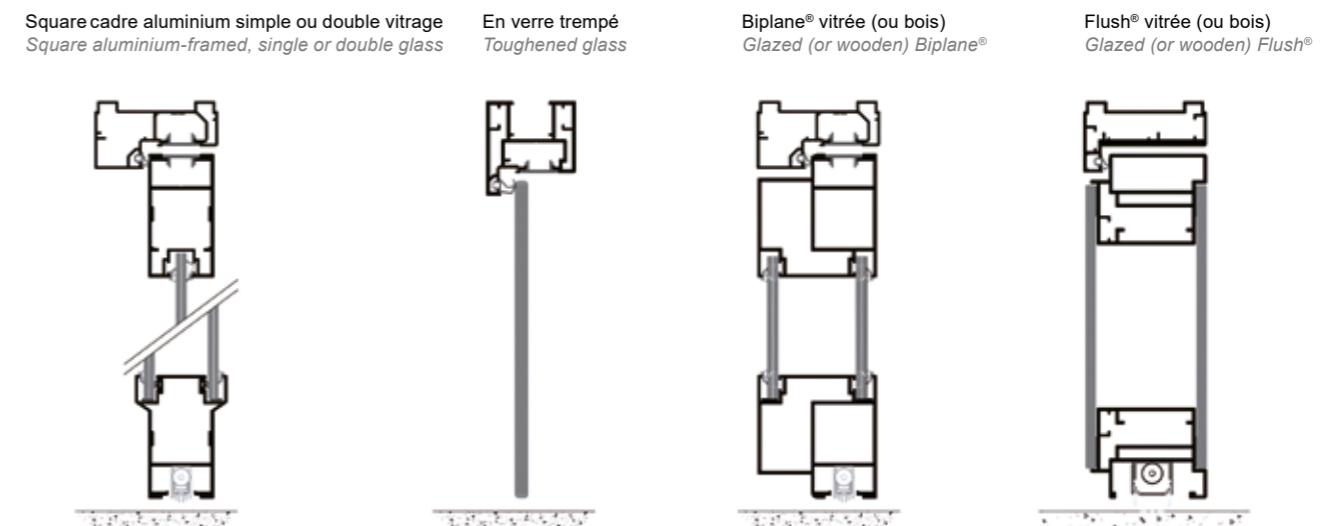 Square cadre aluminium simple ou double vitrage
Square aluminium-framed, single or double glass
En verre trempé
Toughened glass
Biplane® vitrée (ou bois)
Glazed (or wooden) Biplane®
Flush® vitrée (ou bois)
Glazed (or wooden) Flush®